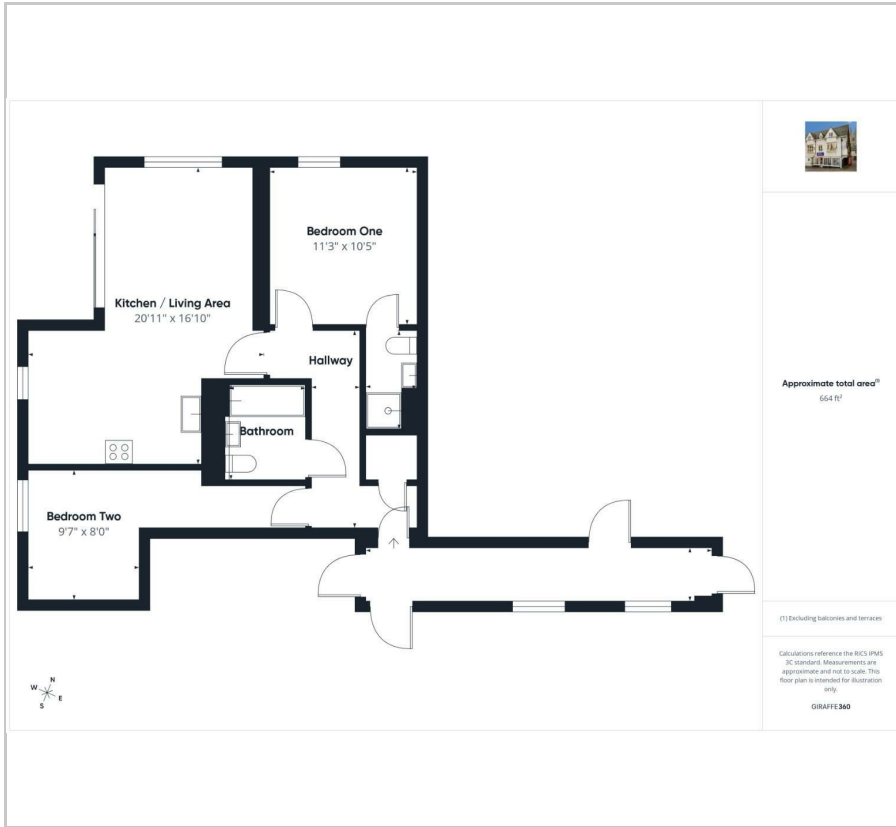 Bedroom One
11'3" x 10'5"
Kitchen / Living Area
20'11" x 16'10"
Hallway
Bathroom
Bedroom Two
9'7" x 8'0"
N
W
E
S
Approximate total area(1)
664 ft²
(1) Excluding balconies and terraces
Calculations reference the RICS IPMS
3C standard. Measurements are
approximate and not to scale. This
floor plan is intended for illustration
only.
GIRAFFE360